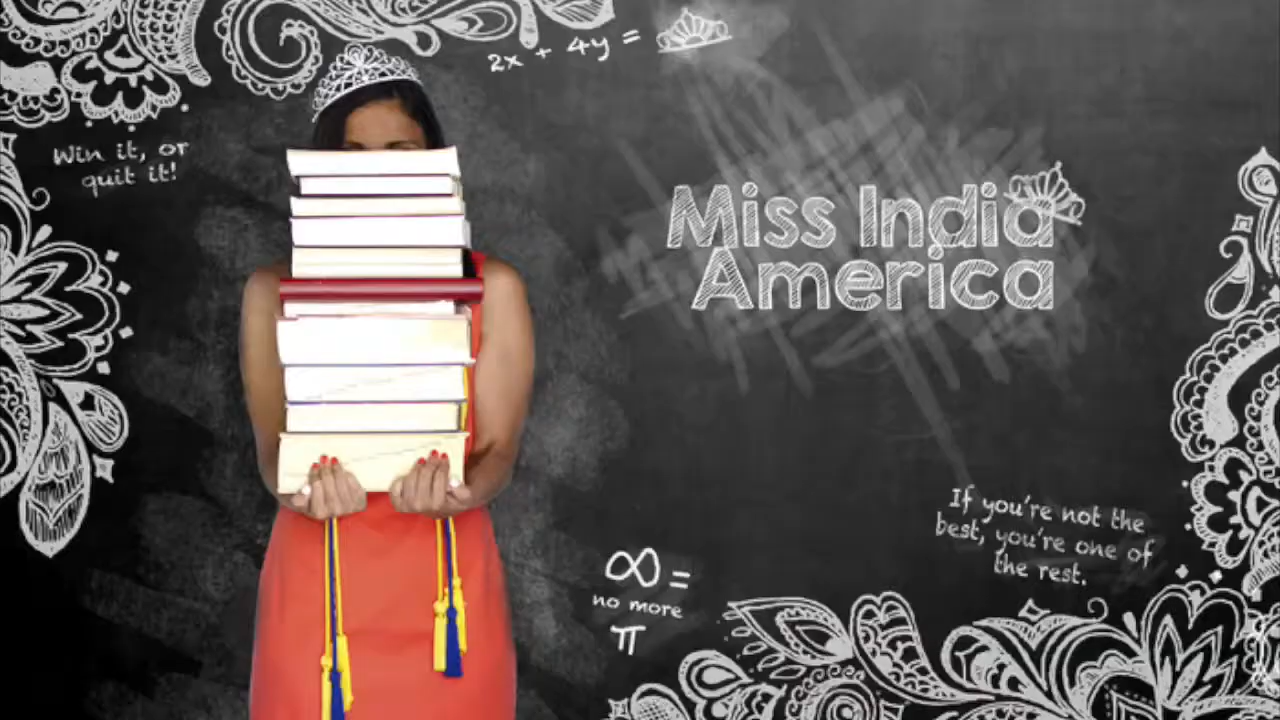 2x + 4y =
Win it, or
quit it!
Miss India
America
If you're not the
best, you're one of
the rest.
∞ =
no more
π